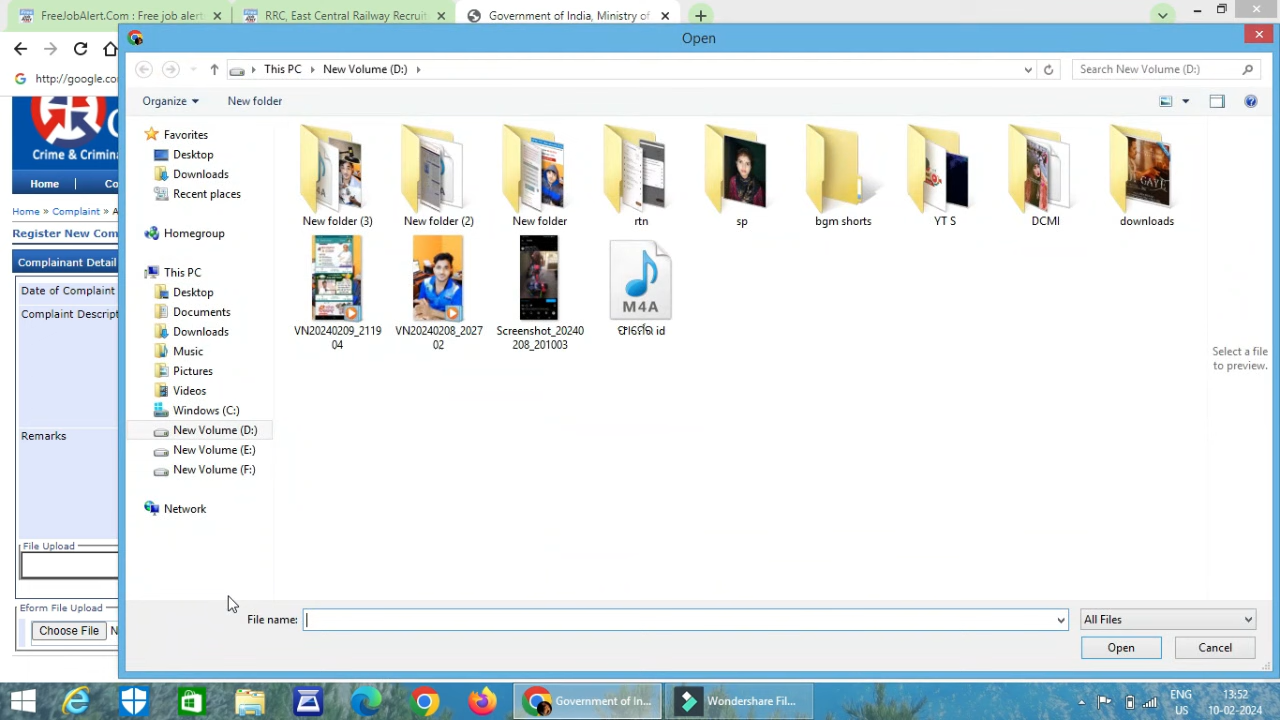 FreeJobAlert.Com : Free job alert
RRC, East Central Railway Recruit
Government of India, Ministry of
http://google.co
Crime & Crimina
Home
Co
Home > Complaint > A
Register New Com
Complainant Detail
Date of Complaint
Complaint Descript
Remarks
File Upload
Eform File Upload
Choose File N
Open
This PC
New Volume (D:)
Search New Volume (D:)
Organize
New folder
Favorites
Desktop
Downloads
Recent places
Homegroup
This PC
Desktop
Documents
Downloads
Music
Pictures
Videos
Windows (C:)
New Volume (D:)
New Volume (E:)
New Volume (F:)
Network
New folder (3)
New folder (2)
New folder
rtn
sp
bgm shorts
YT S
DCMI
downloads
VN20240209_2119
04
VN20240208_2027
02
Screenshot_20240
208_201003
M4A
id
Select a file
to preview.
File name:
All Files
Open
Cancel
Government of In...
Wondershare Fil...
ENG
US
13:52
10-02-2024